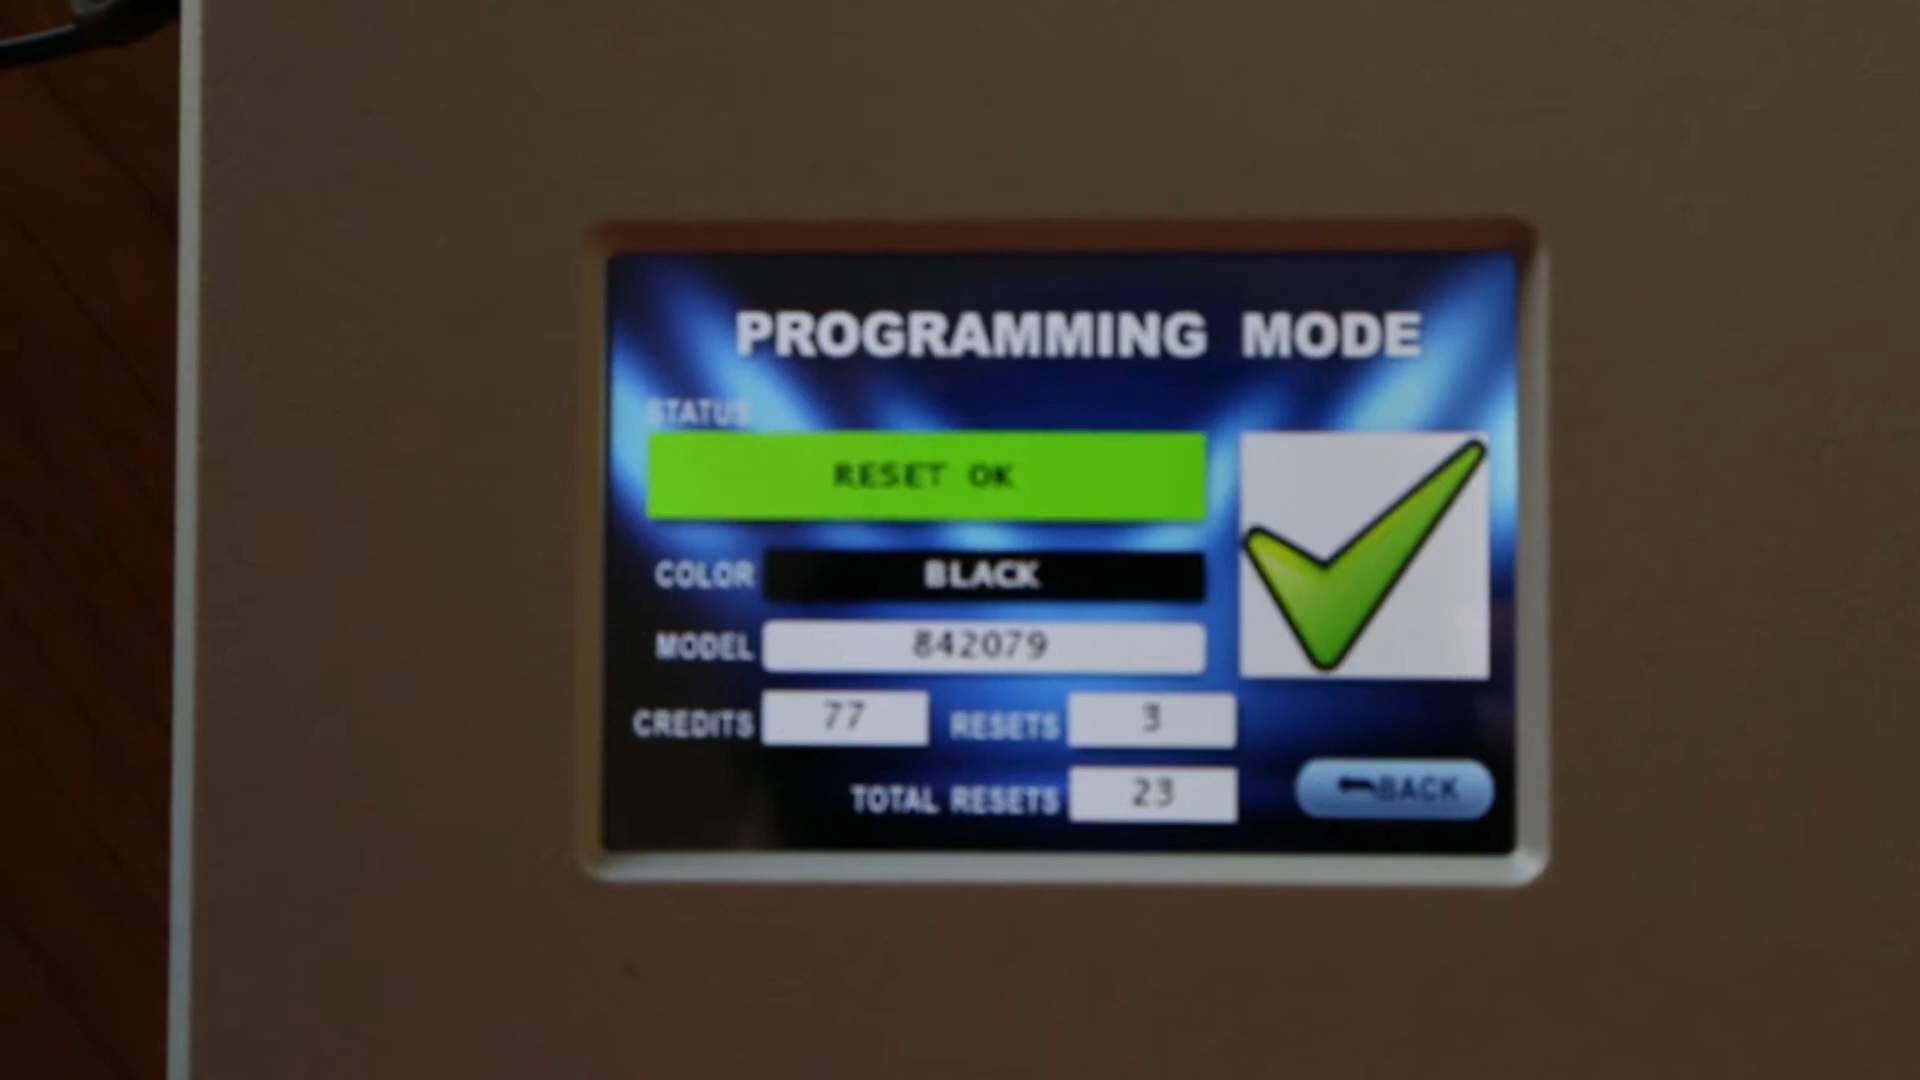 PROGRAMMING MODE
STATUS
RESET OK
COLOR BLACK
MODEL 842079
CREDITS 77 RESETS 3
TOTAL RESETS 23
BACK